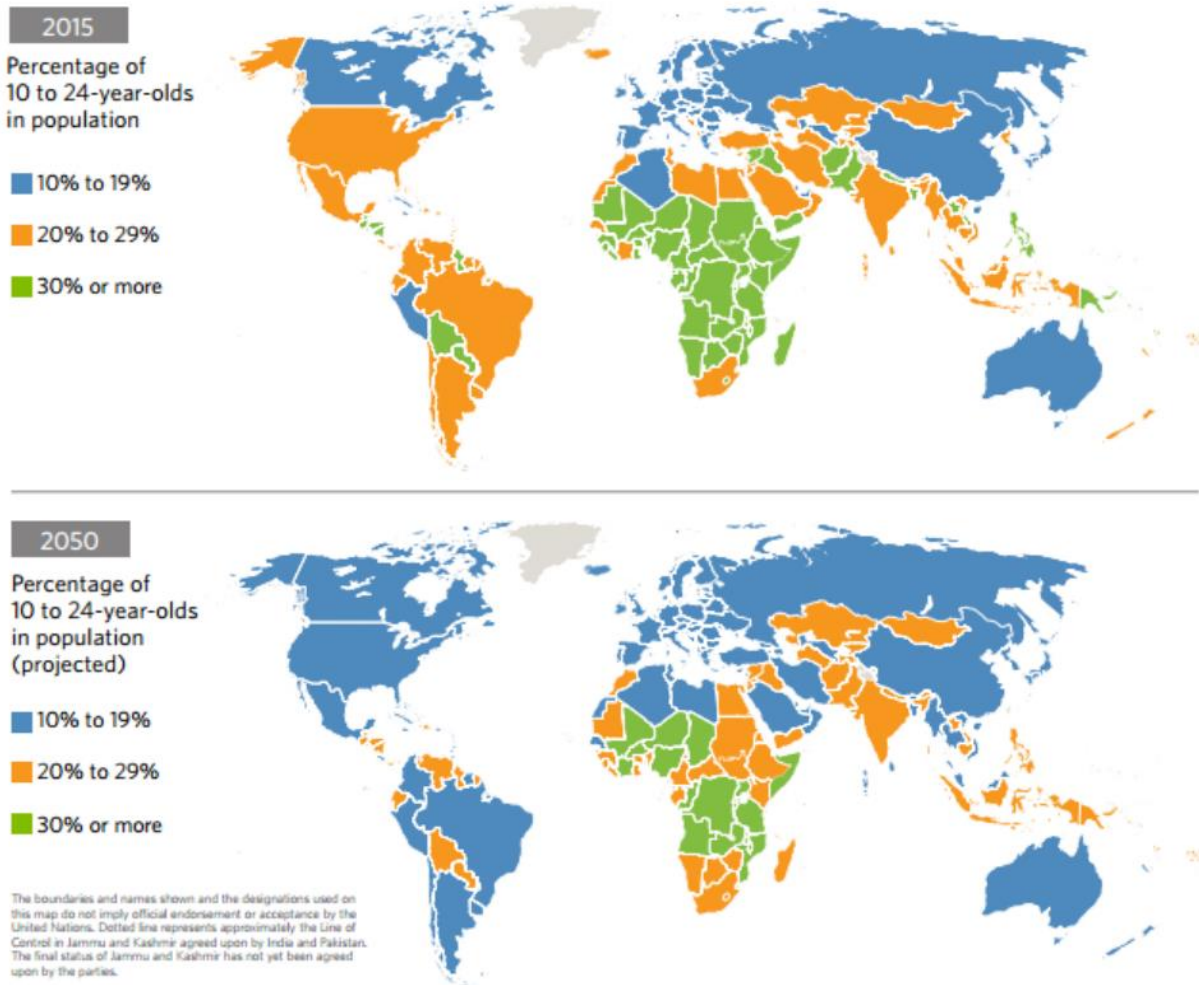 2015
Percentage of
10 to 24-year-olds
in population
10% to 19%
20% to 29%
30% or more
2050
Percentage of
10 to 24-year-olds
in population
(projected)
10% to 19%
20% to 29%
30% or more
The boundaries and names shown and the designations used on
this map do not imply official endorsement or acceptance by the
United Nations. Dotted line represents approximately the Line of
Control in Jammu and Kashmir agreed upon by India and Pakistan.
The final status of Jammu and Kashmir has not yet been agreed
upon by the parties.